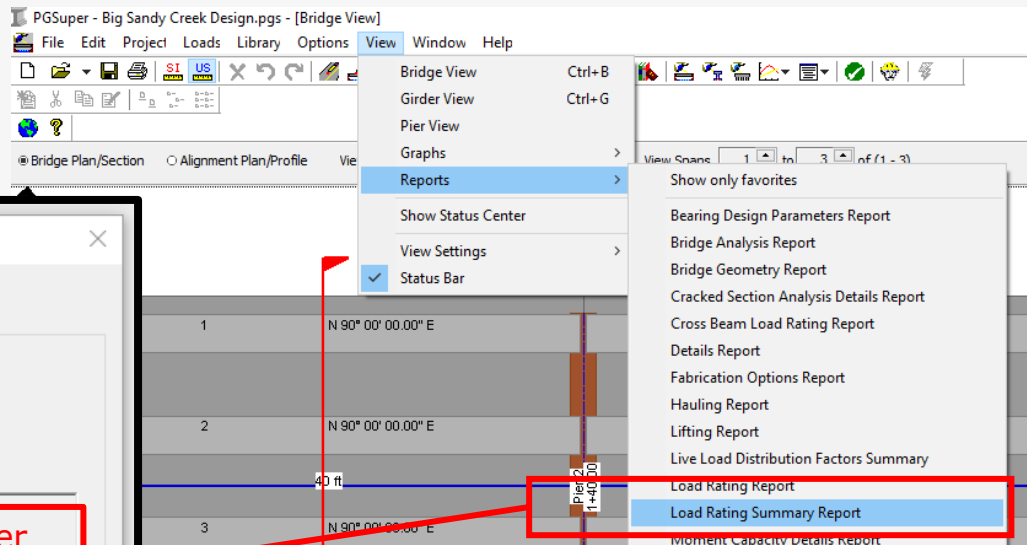 PGSuper - Big Sandy Creek Design.pgs - [Bridge View]
File Edit Project Loads Library Options View Window Help
SI US
Bridge Plan/Section Alignment Plan/Profile Vie
View Spans 1 to 3 of (1 - 3)
Bridge View Ctrl+B
Girder View Ctrl+G
Pier View
Graphs >
Reports >
Show Status Center
View Settings >
Status Bar
Show only favorites
Bearing Design Parameters Report
Bridge Analysis Report
Bridge Geometry Report
Cracked Section Analysis Details Report
Cross Beam Load Rating Report
Details Report
Fabrication Options Report
Hauling Report
Lifting Report
Live Load Distribution Factors Summary
Load Rating Report
Load Rating Summary Report
Moment Capacity Details Report
1 N 90° 00' 00.00" E
2 N 90° 00' 00.00" E
40 ft
Pier 2
1+40.00
3 N 90° 00' 00.00" E
er